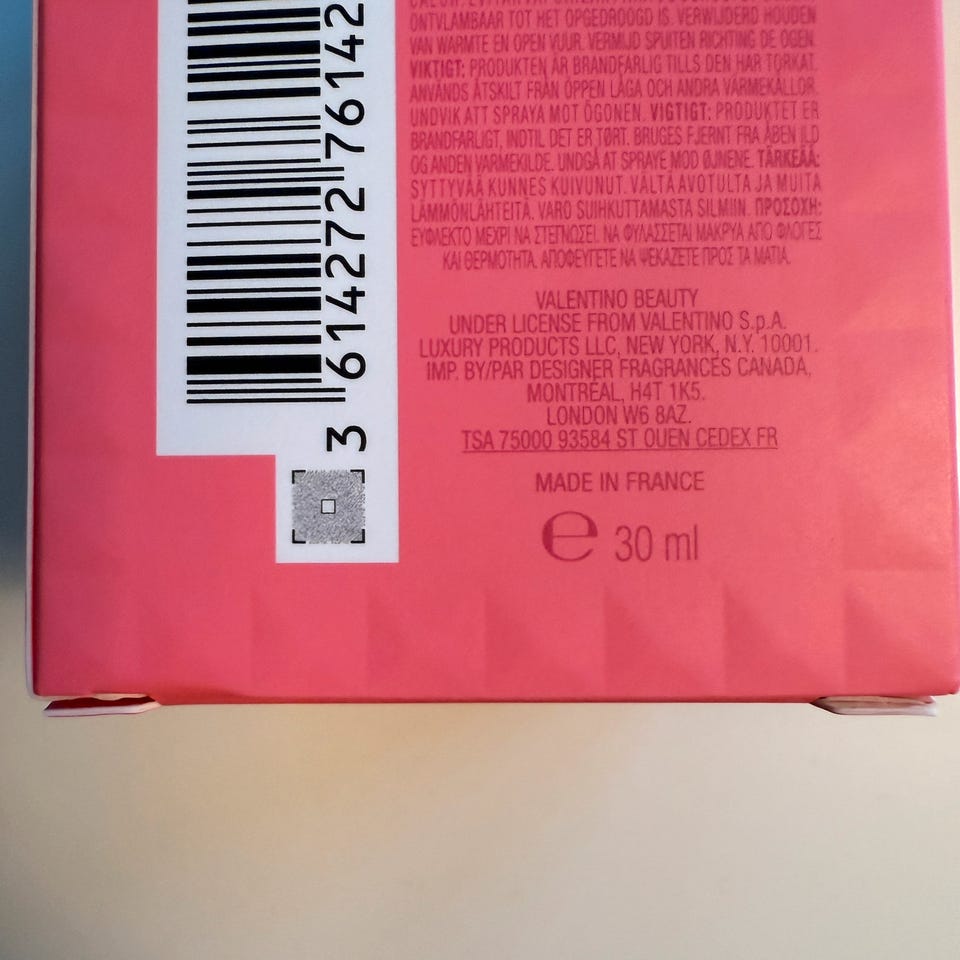 ONTVLAMBAAR TOT HET OPGEDROOGD IS. VERWIJDERD HOUDEN
VAN WARMTE EN OPEN VUUR. VERMIJD SPUITEN RICHTING DE OGEN.
VIKTIGT: PRODUKTEN ÄR BRANDFARLIG TILLS DEN HAR TORKAT.
ANVÄNDS ÅTSKILT FRÅN ÖPPEN LÅGA OCH ANDRA VÄRMEKÄLLOR.
UNDVIK ATT SPRAYA MOT ÖGONEN. VIGTIGT: PRODUKTET ER
BRANDFARLIGT, INDTIL DET ER TØRT. BRUGES FJERNT FRA ÅBEN ILD
OG ANDEN VARMEKILDE. UNDGÅ AT SPRAYE MOD ØJNENE. TÄRKEÄÄ:
SYTTYVÄÄ KUNNES KUIVUNUT. VÄLTÄ AVOTULTA JA MUITA
LÄMMÖNLÄHTEITÄ. VARO SUIHKUTTAMASTA SILMIIN. ΠΡΟΣΟΧΗ:
ΕΥΦΛΕΚΤΟ ΜΕΧΡΙ ΝΑ ΣΤΕΓΝΩΣΕΙ. ΝΑ ΦΥΛΑΣΣΕΤΑΙ ΜΑΚΡΥΑ ΑΠΟ ΦΛΟΓΕΣ
ΚΑΙ ΘΕΡΜΟΤΗΤΑ. ΑΠΟΦΕΥΓΕΤΕ ΝΑ ΨΕΚΑΖΕΤΕ ΠΡΟΣ ΤΑ ΜΑΤΙΑ.
VALENTINO BEAUTY
UNDER LICENSE FROM VALENTINO S.p.A.
LUXURY PRODUCTS LLC, NEW YORK, N.Y. 10001.
IMP. BY/PAR DESIGNER FRAGRANCES CANADA,
MONTRÉAL, H4T 1K5.
LONDON W6 8AZ.
TSA 75000 93584 ST OUEN CEDEX FR
MADE IN FRANCE
e 30 ml
3 614272 76142